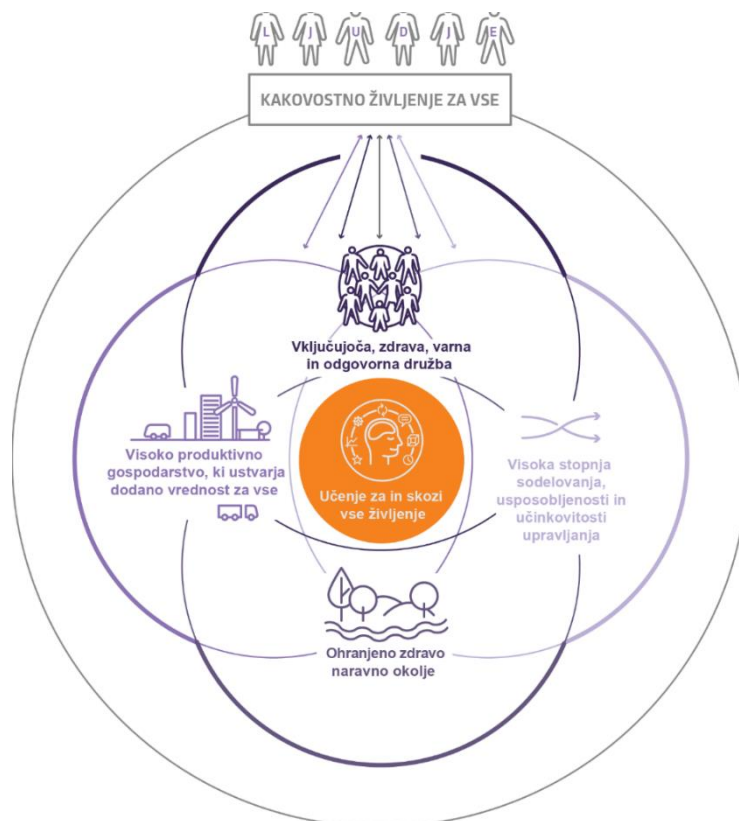 L J U D J E
KAKOVOSTNO ŽIVLJENJE ZA VSE
Vključujoča, zdrava, varna
in odgovorna družba
Visoko produktivno
gospodarstvo, ki ustvarja
dodano vrednost za vse
Učenje za in skozi
vse življenje
Visoka stopnja
sodelovanja,
usposobljenosti in
učinkovitosti
upravljanja
Ohranjeno zdravo
naravno okolje